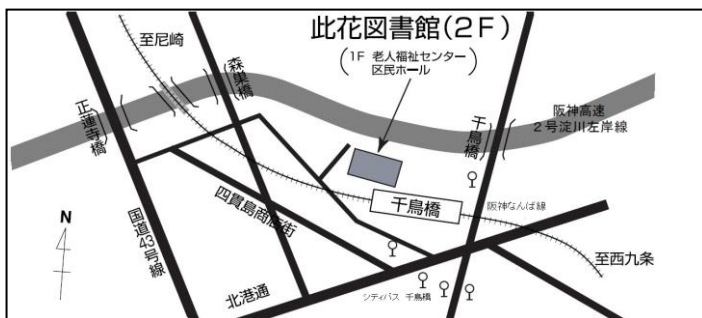 此花図書館(2F)
(1F 老人福祉センター
区民ホール)
至尼崎
森巣橋
正蓮寺橋
千鳥橋
阪神高速
2号淀川左岸線
四貫島商店街
千鳥橋
阪神なんば線
国道43号線
至西九条
北港通
シティバス 千鳥橋
N